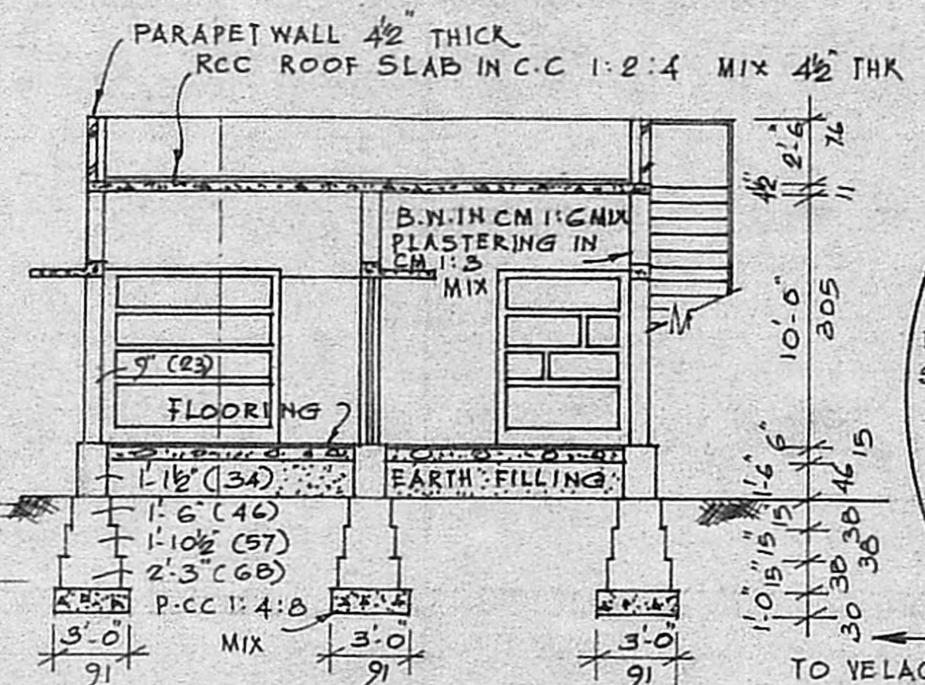 PARAPET WALL 4½" THICK
RCC ROOF SLAB IN C.C 1:2:4 MIX 4½" THK
2'-6"
76
4½"
11
B.W.IN CM 1:6 MIX
PLASTERING IN
CM 1:3
MIX
10'-0"
305
9" (23)
FLOORING
6"
15
1'-1½" (34)
EARTH FILLING
1'-6"
46
1'-6" (46)
15"
38
1'-10½" (57)
15"
38
2'-3" (68)
15"
38
P.CC 1:4:8
MIX
1'-0"
30
3'-0"
91
3'-0"
91
3'-0"
91